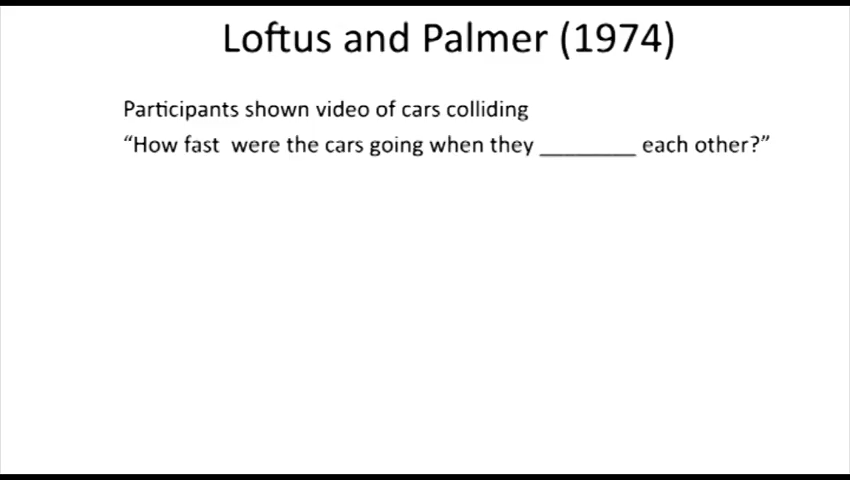 Loftus and Palmer (1974)
Participants shown video of cars colliding
“How fast  were the cars going when they ________ each other?”